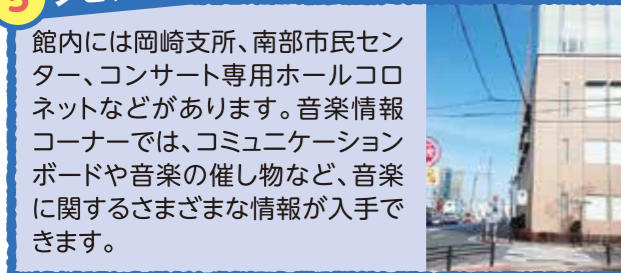 5
館内には岡崎支所、南部市民セン
ター、コンサート専用ホールコロ
ネットなどがあります。音楽情報
コーナーでは、コミュニケーション
ボードや音楽の催し物など、音楽
に関するさまざまな情報が入手で
きます。